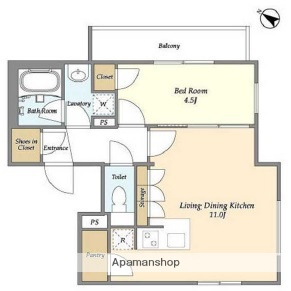 Balcony
Closet
Bed Room
4.5J
Bath Room
Lavatory
W
PS
Shoes in
Closet
Entrance
Toilet
Storage
Living Dining Kitchen
11.0J
PS
R
Pantry
Apamanshop